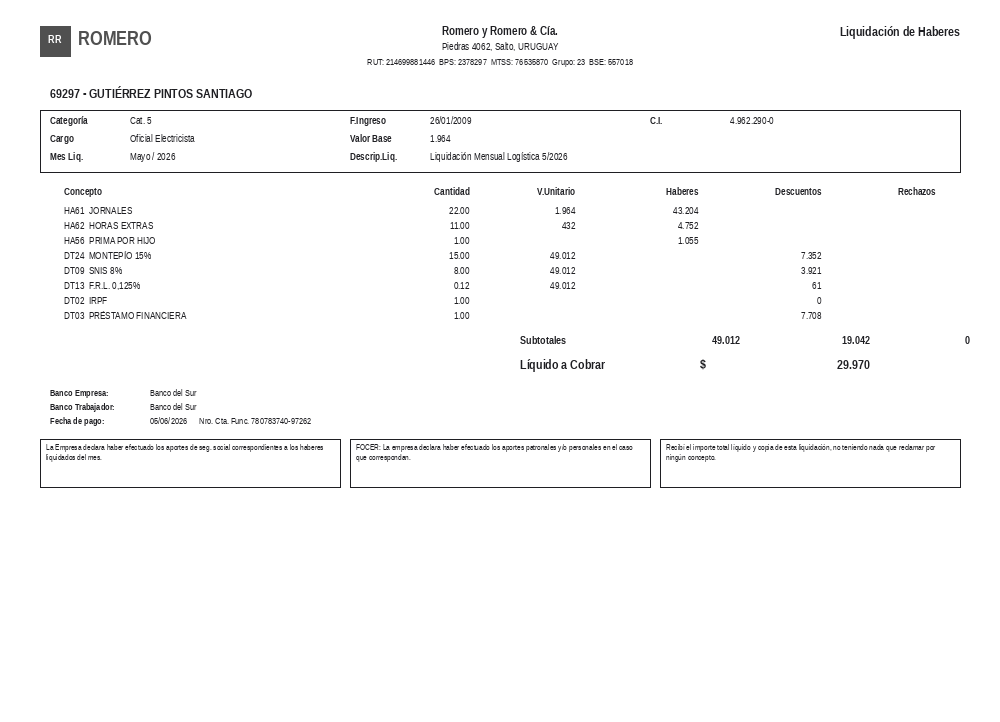 RR ROMERO
Romero y Romero & Cía.
Piedras 4062, Salto, URUGUAY
RUT: 214699881446 BPS: 2378297 MTSS: 76535870 Grupo: 23 BSE: 557018
Liquidación de Haberes
69297 - GUTIÉRREZ PINTOS SANTIAGO
Categoría Cat. 5 F.Ingreso 26/01/2009 C.I. 4.962.290-0
Cargo Oficial Electricista Valor Base 1.964
Mes Liq. Mayo / 2026 Descrip.Liq. Liquidación Mensual Logística 5/2026
Concepto Cantidad V.Unitario Haberes Descuentos Rechazos
HA61 JORNALES 22.00 1.964 43.204
HA62 HORAS EXTRAS 11.00 432 4.752
HA56 PRIMA POR HIJO 1.00 1.055
DT24 MONTEPÍO 15% 15.00 49.012 7.352
DT09 SNIS 8% 8.00 49.012 3.921
DT13 F.R.L. 0,125% 0.12 49.012 61
DT02 IRPF 1.00 0
DT03 PRÉSTAMO FINANCIERA 1.00 7.708
Subtotales 49.012 19.042 0
Líquido a Cobrar $ 29.970
Banco Empresa: Banco del Sur
Banco Trabajador: Banco del Sur
Fecha de pago: 05/06/2026 Nro. Cta. Func. 780783740-97262
La Empresa declara haber efectuado los aportes de seg. social correspondientes a los haberes
liquidados del mes.
FOCER: La empresa declara haber efectuado los aportes patronales y/o personales en el caso
que correspondan.
Recibí el importe total líquido y copia de esta liquidación, no teniendo nada que reclamar por
ningún concepto.